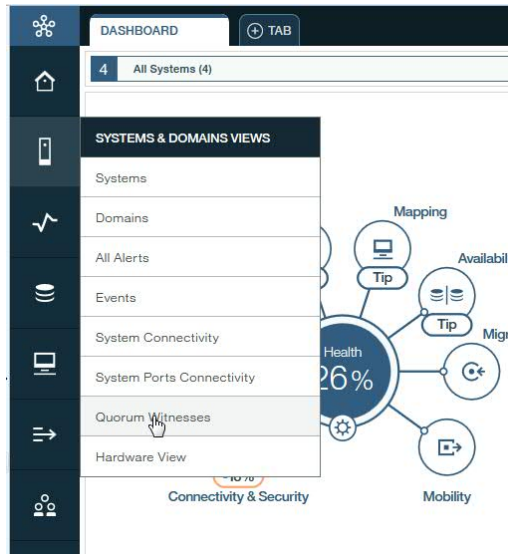 DASHBOARD
TAB
4 All Systems (4)
SYSTEMS & DOMAINS VIEWS
Systems
Domains
All Alerts
Events
System Connectivity
System Ports Connectivity
Quorum Witnesses
Hardware View
Mapping
Tip
Availabil
Tip
Migr
Health
26%
Connectivity & Security
Mobility